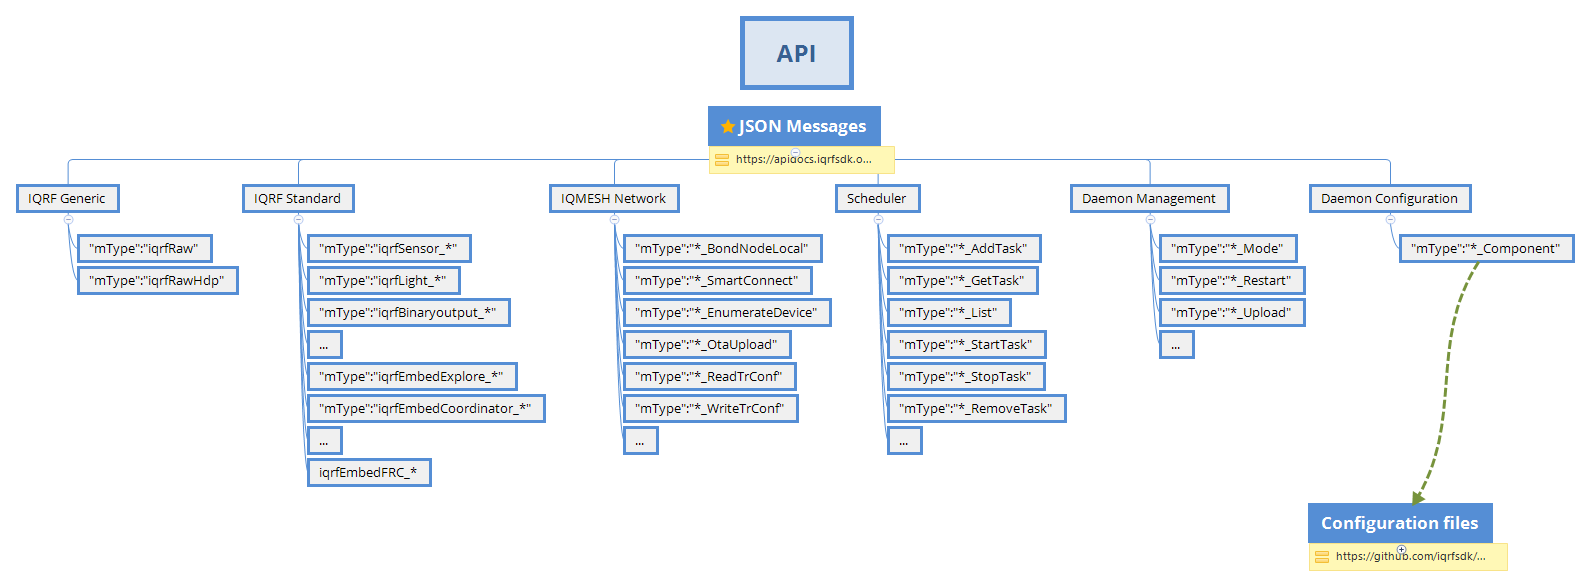 API
JSON Messages
https://apidocs.iqrfsdk.o...
IQRF Generic
"mType":"iqrfRaw"
"mType":"iqrfRawHdp"
IQRF Standard
"mType":"iqrfSensor_*"
"mType":"iqrfLight_*"
"mType":"iqrfBinaryoutput_*"
...
"mType":"iqrfEmbedExplore_*"
"mType":"iqrfEmbedCoordinator_*"
...
iqrfEmbedFRC_*
IQMESH Network
"mType":"*_BondNodeLocal"
"mType":"*_SmartConnect"
"mType":"*_EnumerateDevice"
"mType":"*_OtaUpload"
"mType":"*_ReadTrConf"
"mType":"*_WriteTrConf"
...
Scheduler
"mType":"*_AddTask"
"mType":"*_GetTask"
"mType":"*_List"
"mType":"*_StartTask"
"mType":"*_StopTask"
"mType":"*_RemoveTask"
...
Daemon Management
"mType":"*_Mode"
"mType":"*_Restart"
"mType":"*_Upload"
...
Daemon Configuration
"mType":"*_Component"
Configuration files
https://github.com/iqrfsdk/...